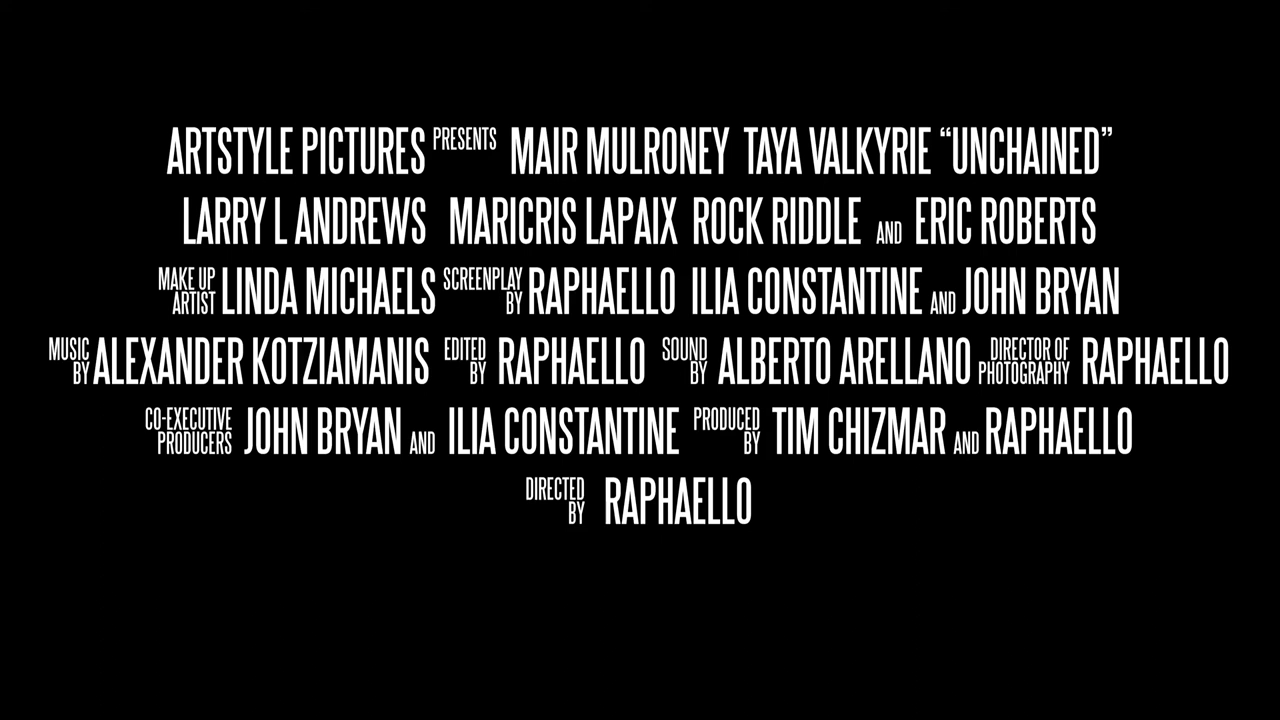 ARTSTYLE PICTURES PRESENTS MAIR MULRONEY TAYA VALKYRIE “UNCHAINED”
LARRY L ANDREWS MARICRIS LAPAIX ROCK RIDDLE AND ERIC ROBERTS
MAKE UP ARTIST LINDA MICHAELS SCREENPLAY BY RAPHAELLO ILIA CONSTANTINE AND JOHN BRYAN
MUSIC BY ALEXANDER KOTZIAMANIS EDITED BY RAPHAELLO SOUND BY ALBERTO ARELLANO DIRECTOR OF PHOTOGRAPHY RAPHAELLO
CO-EXECUTIVE PRODUCERS JOHN BRYAN AND ILIA CONSTANTINE PRODUCED BY TIM CHIZMAR AND RAPHAELLO
DIRECTED BY RAPHAELLO